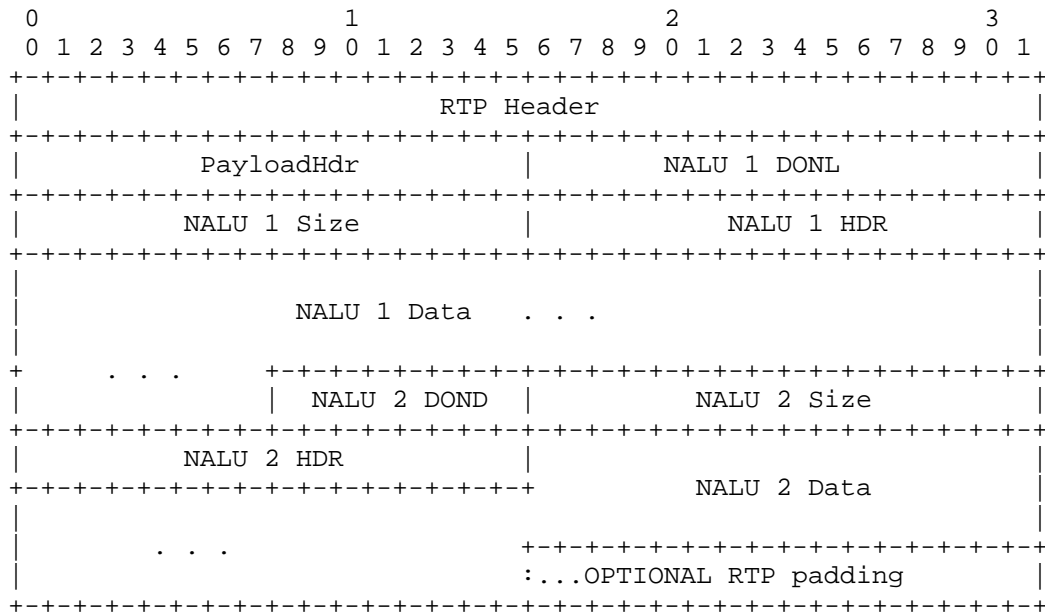 0                   1                   2                   3
 0 1 2 3 4 5 6 7 8 9 0 1 2 3 4 5 6 7 8 9 0 1 2 3 4 5 6 7 8 9 0 1
+-+-+-+-+-+-+-+-+-+-+-+-+-+-+-+-+-+-+-+-+-+-+-+-+-+-+-+-+-+-+-+-+
|                          RTP Header                           |
+-+-+-+-+-+-+-+-+-+-+-+-+-+-+-+-+-+-+-+-+-+-+-+-+-+-+-+-+-+-+-+-+
|           PayloadHdr          |        NALU 1 DONL            |
+-+-+-+-+-+-+-+-+-+-+-+-+-+-+-+-+-+-+-+-+-+-+-+-+-+-+-+-+-+-+-+-+
|          NALU 1 Size          |            NALU 1 HDR         |
+-+-+-+-+-+-+-+-+-+-+-+-+-+-+-+-+-+-+-+-+-+-+-+-+-+-+-+-+-+-+-+-+
|                                                               |
|                 NALU 1 Data   . . .                           |
|                                                               |
+     . . .     +-+-+-+-+-+-+-+-+-+-+-+-+-+-+-+-+-+-+-+-+-+-+-+-+
|               |  NALU 2 DOND  |          NALU 2 Size          |
+-+-+-+-+-+-+-+-+-+-+-+-+-+-+-+-+-+-+-+-+-+-+-+-+-+-+-+-+-+-+-+-+
|          NALU 2 HDR           |                               |
+-+-+-+-+-+-+-+-+-+-+-+-+-+-+-+-+          NALU 2 Data          |
|                                                               |
|        . . .                  +-+-+-+-+-+-+-+-+-+-+-+-+-+-+-+-+
|                               :...OPTIONAL RTP padding        |
+-+-+-+-+-+-+-+-+-+-+-+-+-+-+-+-+-+-+-+-+-+-+-+-+-+-+-+-+-+-+-+-+